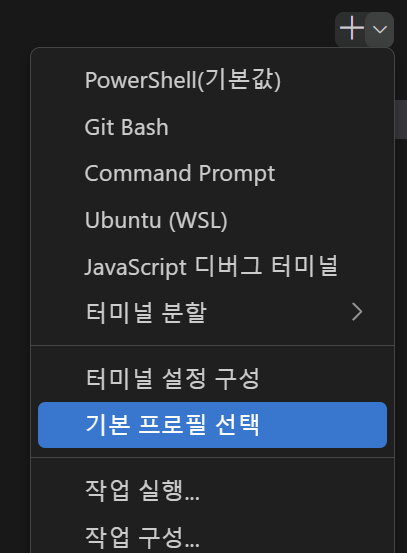 PowerShell(기본값)
Git Bash
Command Prompt
Ubuntu (WSL)
JavaScript 디버그 터미널
터미널 분할
터미널 설정 구성
기본 프로필 선택
작업 실행...
작업 구성...